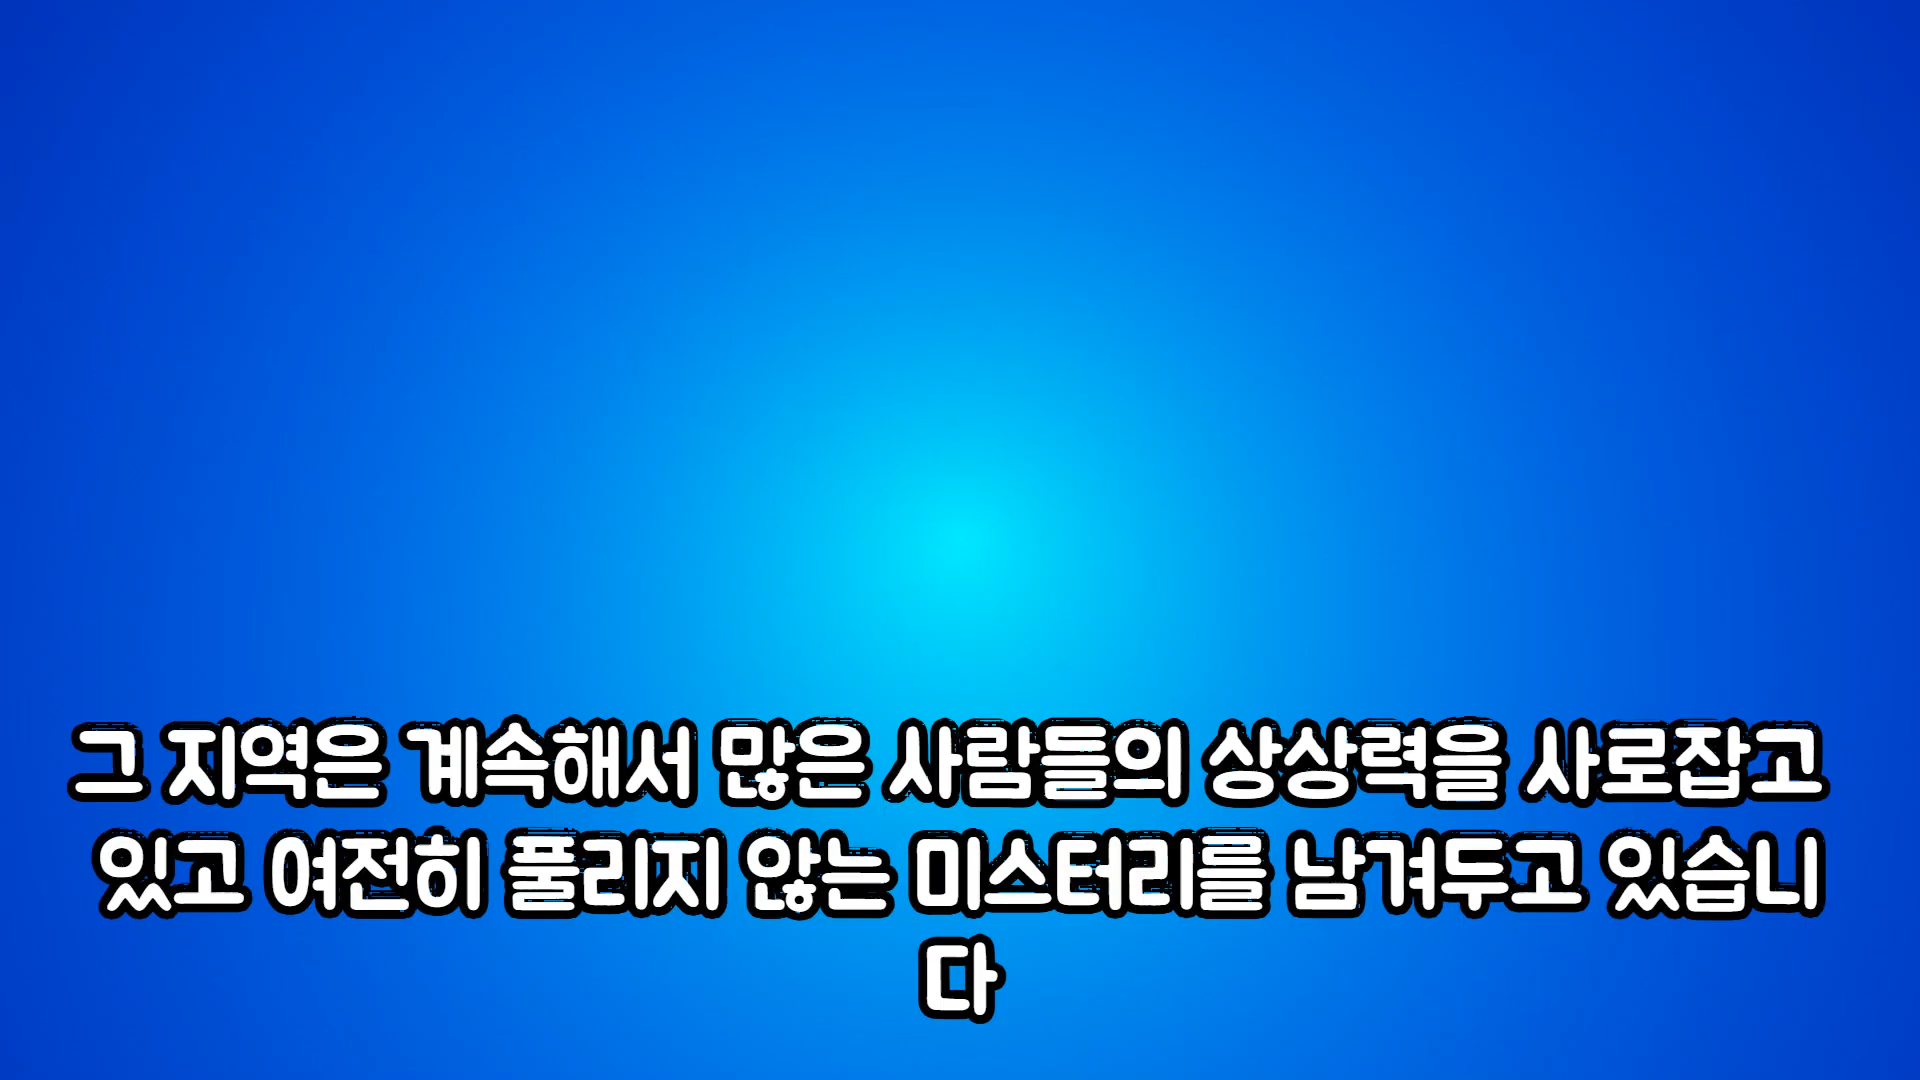 그 지역은 계속해서 많은 사람들의 상상력을 사로잡고
있고 여전히 풀리지 않는 미스터리를 남겨두고 있습니
다